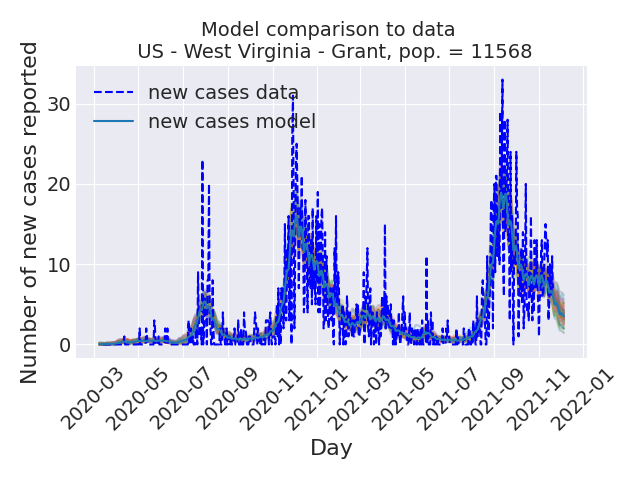 Model comparison to data
US - West Virginia - Grant, pop. = 11568
Number of new cases reported
30
20
10
0
new cases data
new cases model
2020-03
2020-05
2020-07
2020-09
2020-11
2021-01
2021-03
2021-05
2021-07
2021-09
2021-11
2022-01
Day